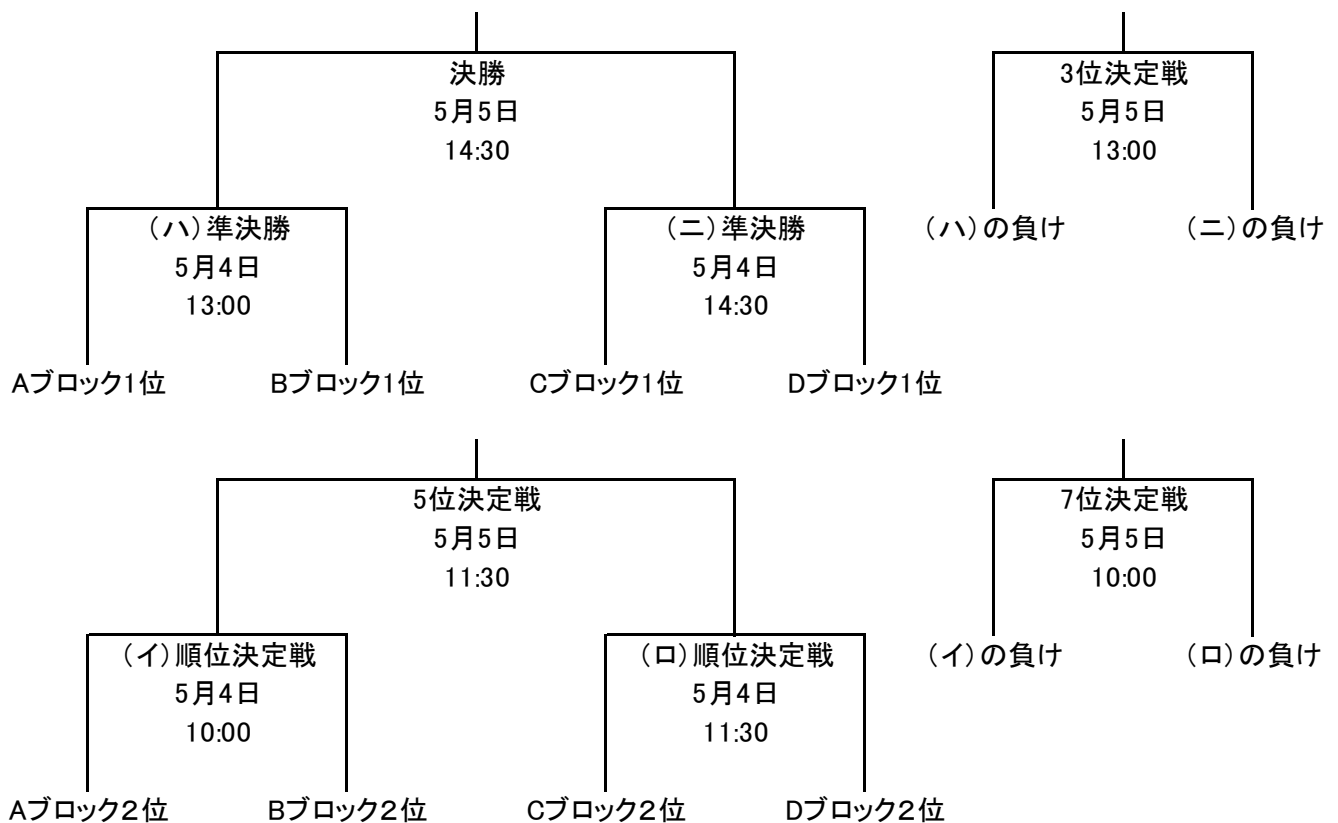 決勝
5月5日
14:30
3位決定戦
5月5日
13:00
（ハ）準決勝
5月4日
13:00
（ニ）準決勝
5月4日
14:30
（ハ）の負け
（ニ）の負け
Aブロック1位
Bブロック1位
Cブロック1位
Dブロック1位
5位決定戦
5月5日
11:30
7位決定戦
5月5日
10:00
（イ）順位決定戦
5月4日
10:00
（ロ）順位決定戦
5月4日
11:30
（イ）の負け
（ロ）の負け
Aブロック２位
Bブロック２位
Cブロック２位
Dブロック２位